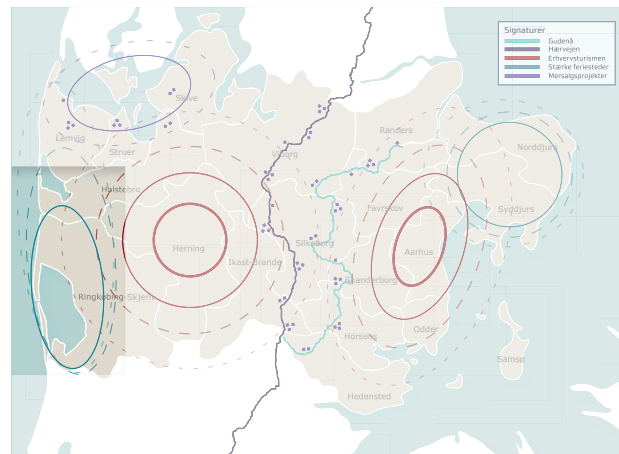 Signaturer
Gudenå
Hærvejen
Erhvervsturismen
Stærke feriesteder
Mersalgsprojekter
Skive
Lemvig
Struer
Randers
Norddjurs
Viborg
Holstebro
Favrskov
Syddjurs
Herning
Ikast-Brande
Silkeborg
Aarhus
Skanderborg
Ringkøbing-Skjern
Horsens
Odder
Samsø
Hedensted